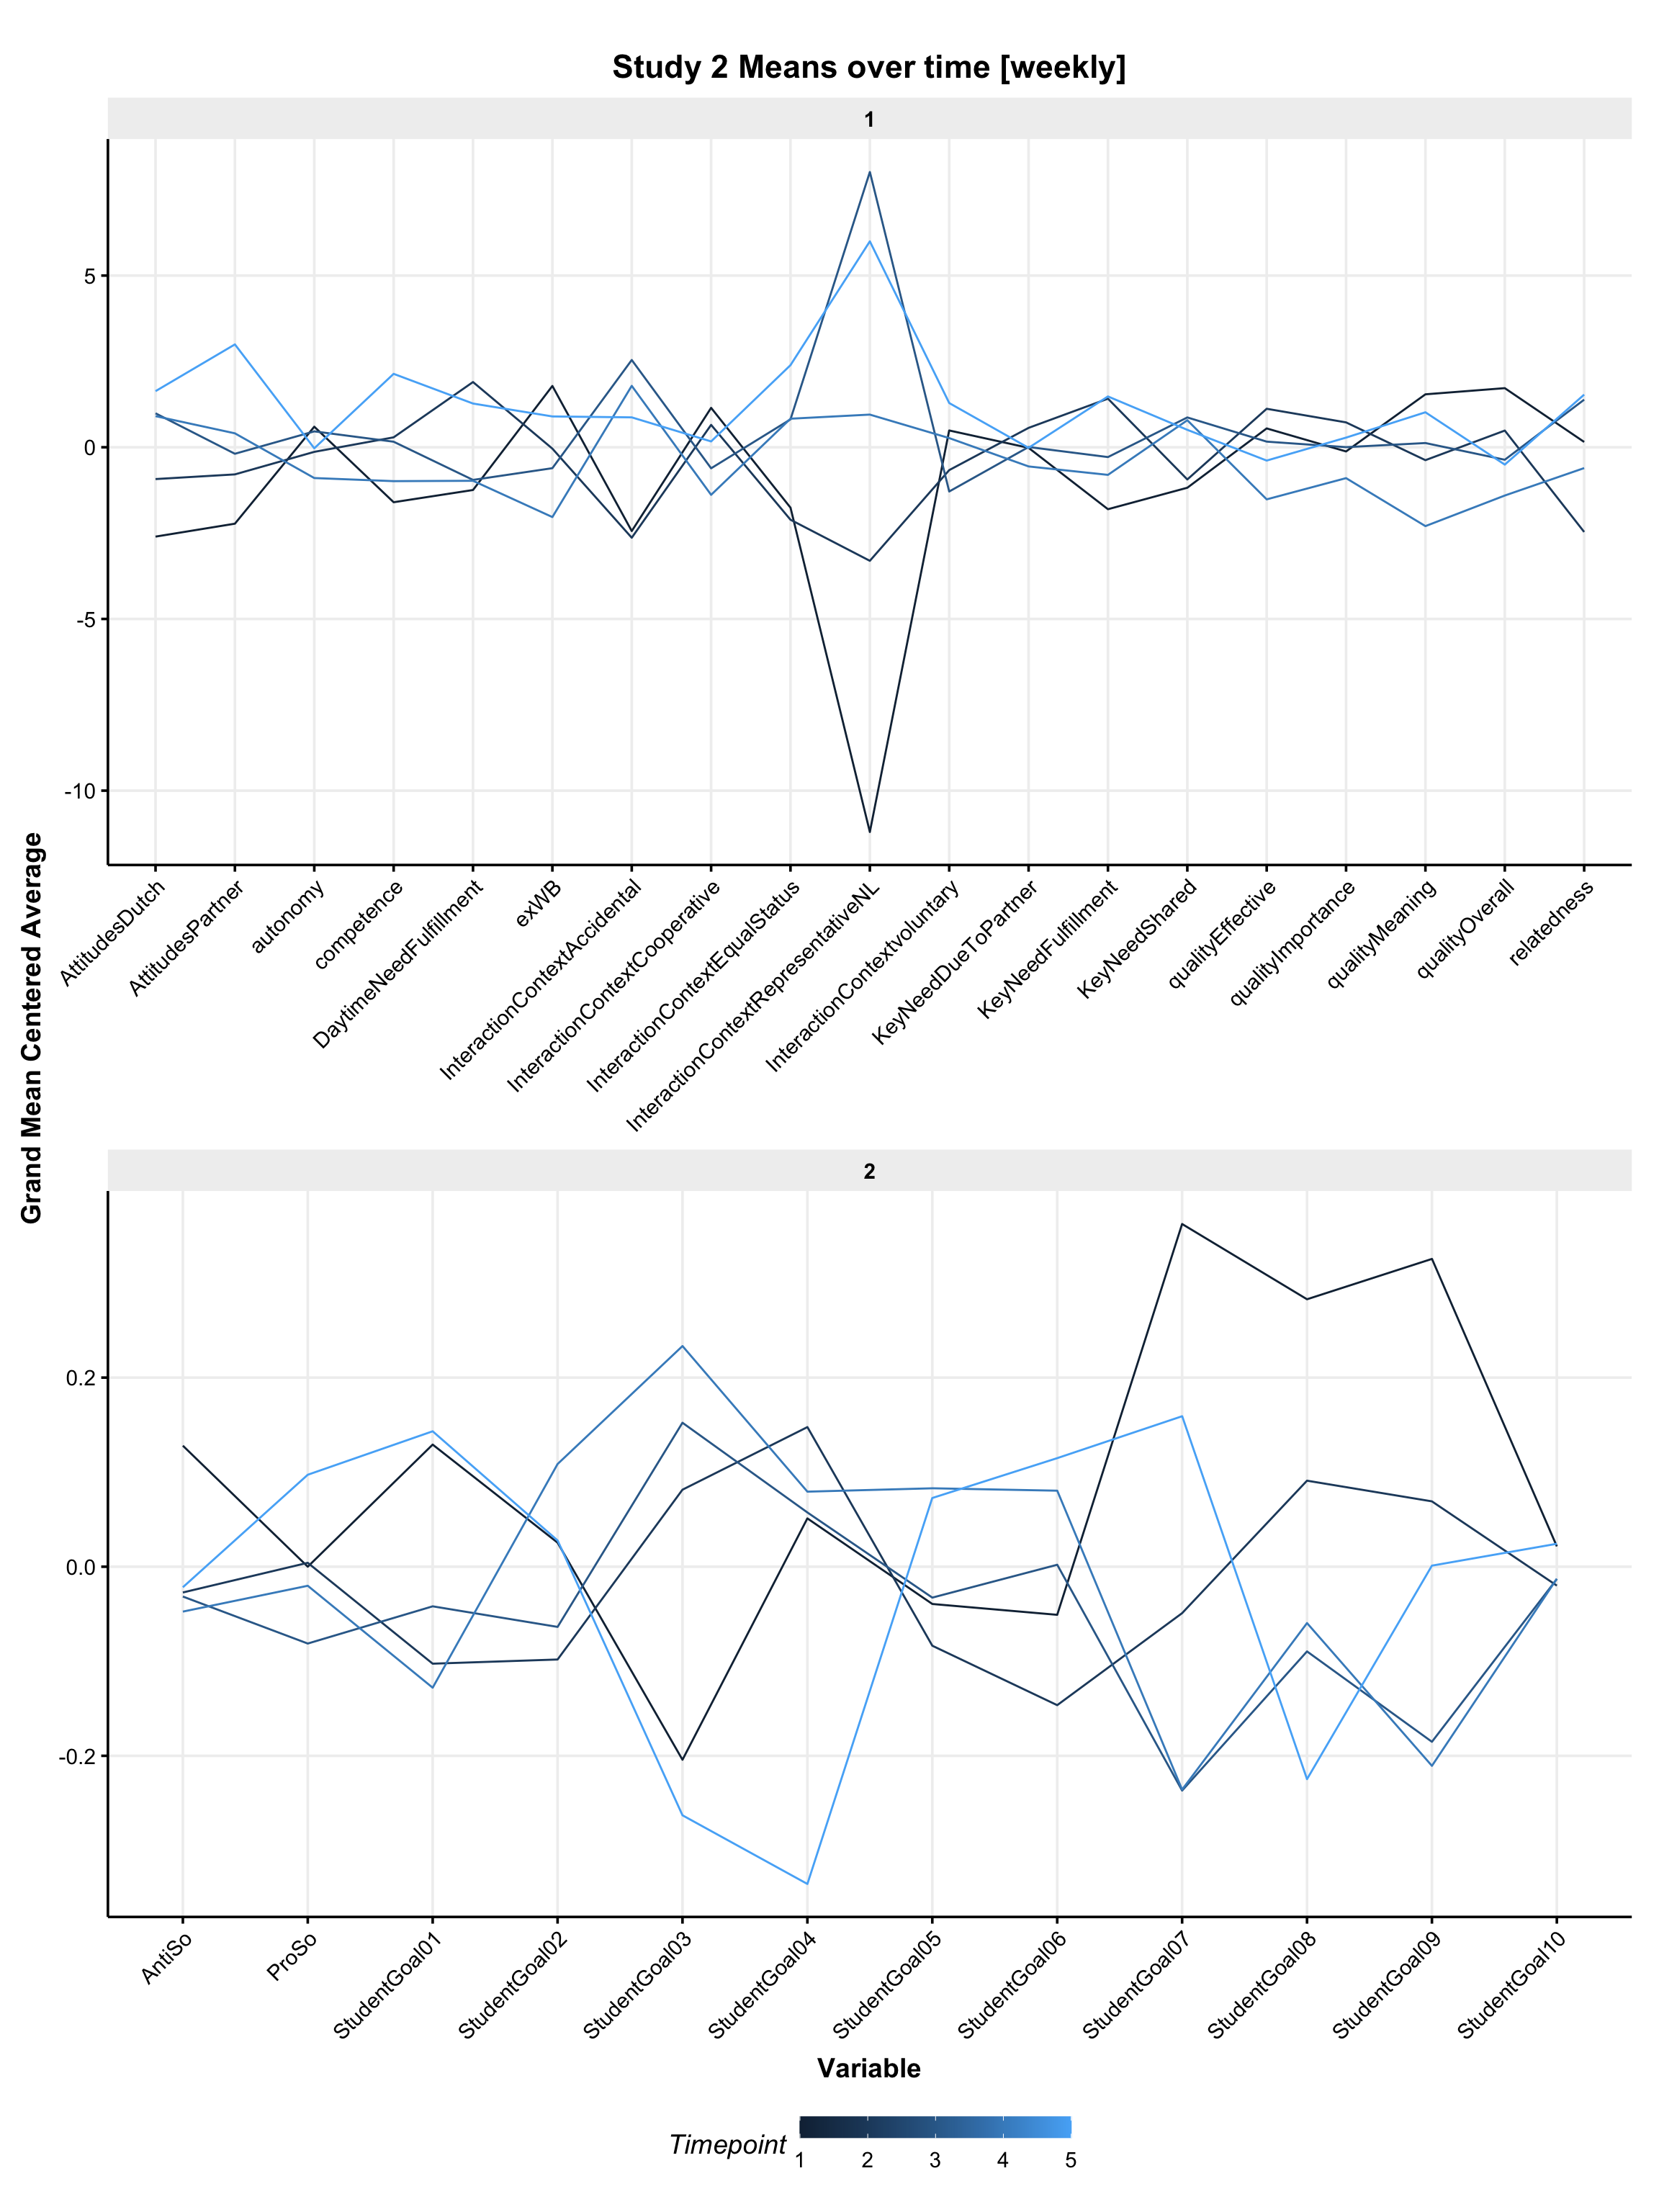 Study 2 Means over time [weekly]
1
Grand Mean Centered Average
5
0
-5
-10
AttitudesDutch
AttitudesPartner
autonomy
competence
DaytimeNeedFulfillment
exWB
InteractionContextAccidental
InteractionContextCooperative
InteractionContextEqualStatus
InteractionContextRepresentativeNL
InteractionContextvoluntary
KeyNeedDueToPartner
KeyNeedFulfillment
KeyNeedShared
qualityEffective
qualityImportance
qualityMeaning
qualityOverall
relatedness
2
0.2
0.0
-0.2
AntiSo
ProSo
StudentGoal01
StudentGoal02
StudentGoal03
StudentGoal04
StudentGoal05
StudentGoal06
StudentGoal07
StudentGoal08
StudentGoal09
StudentGoal10
Variable
Timepoint
1 2 3 4 5